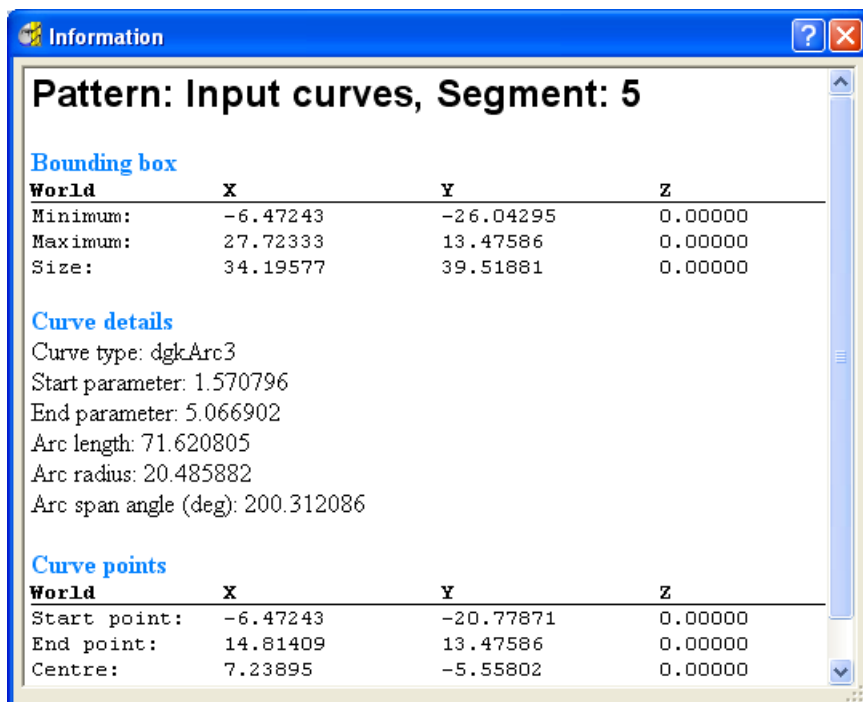 Information
Pattern: Input curves, Segment: 5
Bounding box
World X Y Z
Minimum: -6.47243 -26.04295 0.00000
Maximum: 27.72333 13.47586 0.00000
Size: 34.19577 39.51881 0.00000
Curve details
Curve type: dgkArc3
Start parameter: 1.570796
End parameter: 5.066902
Arc length: 71.620805
Arc radius: 20.485882
Arc span angle (deg): 200.312086
Curve points
World X Y Z
Start point: -6.47243 -20.77871 0.00000
End point: 14.81409 13.47586 0.00000
Centre: 7.23895 -5.55802 0.00000